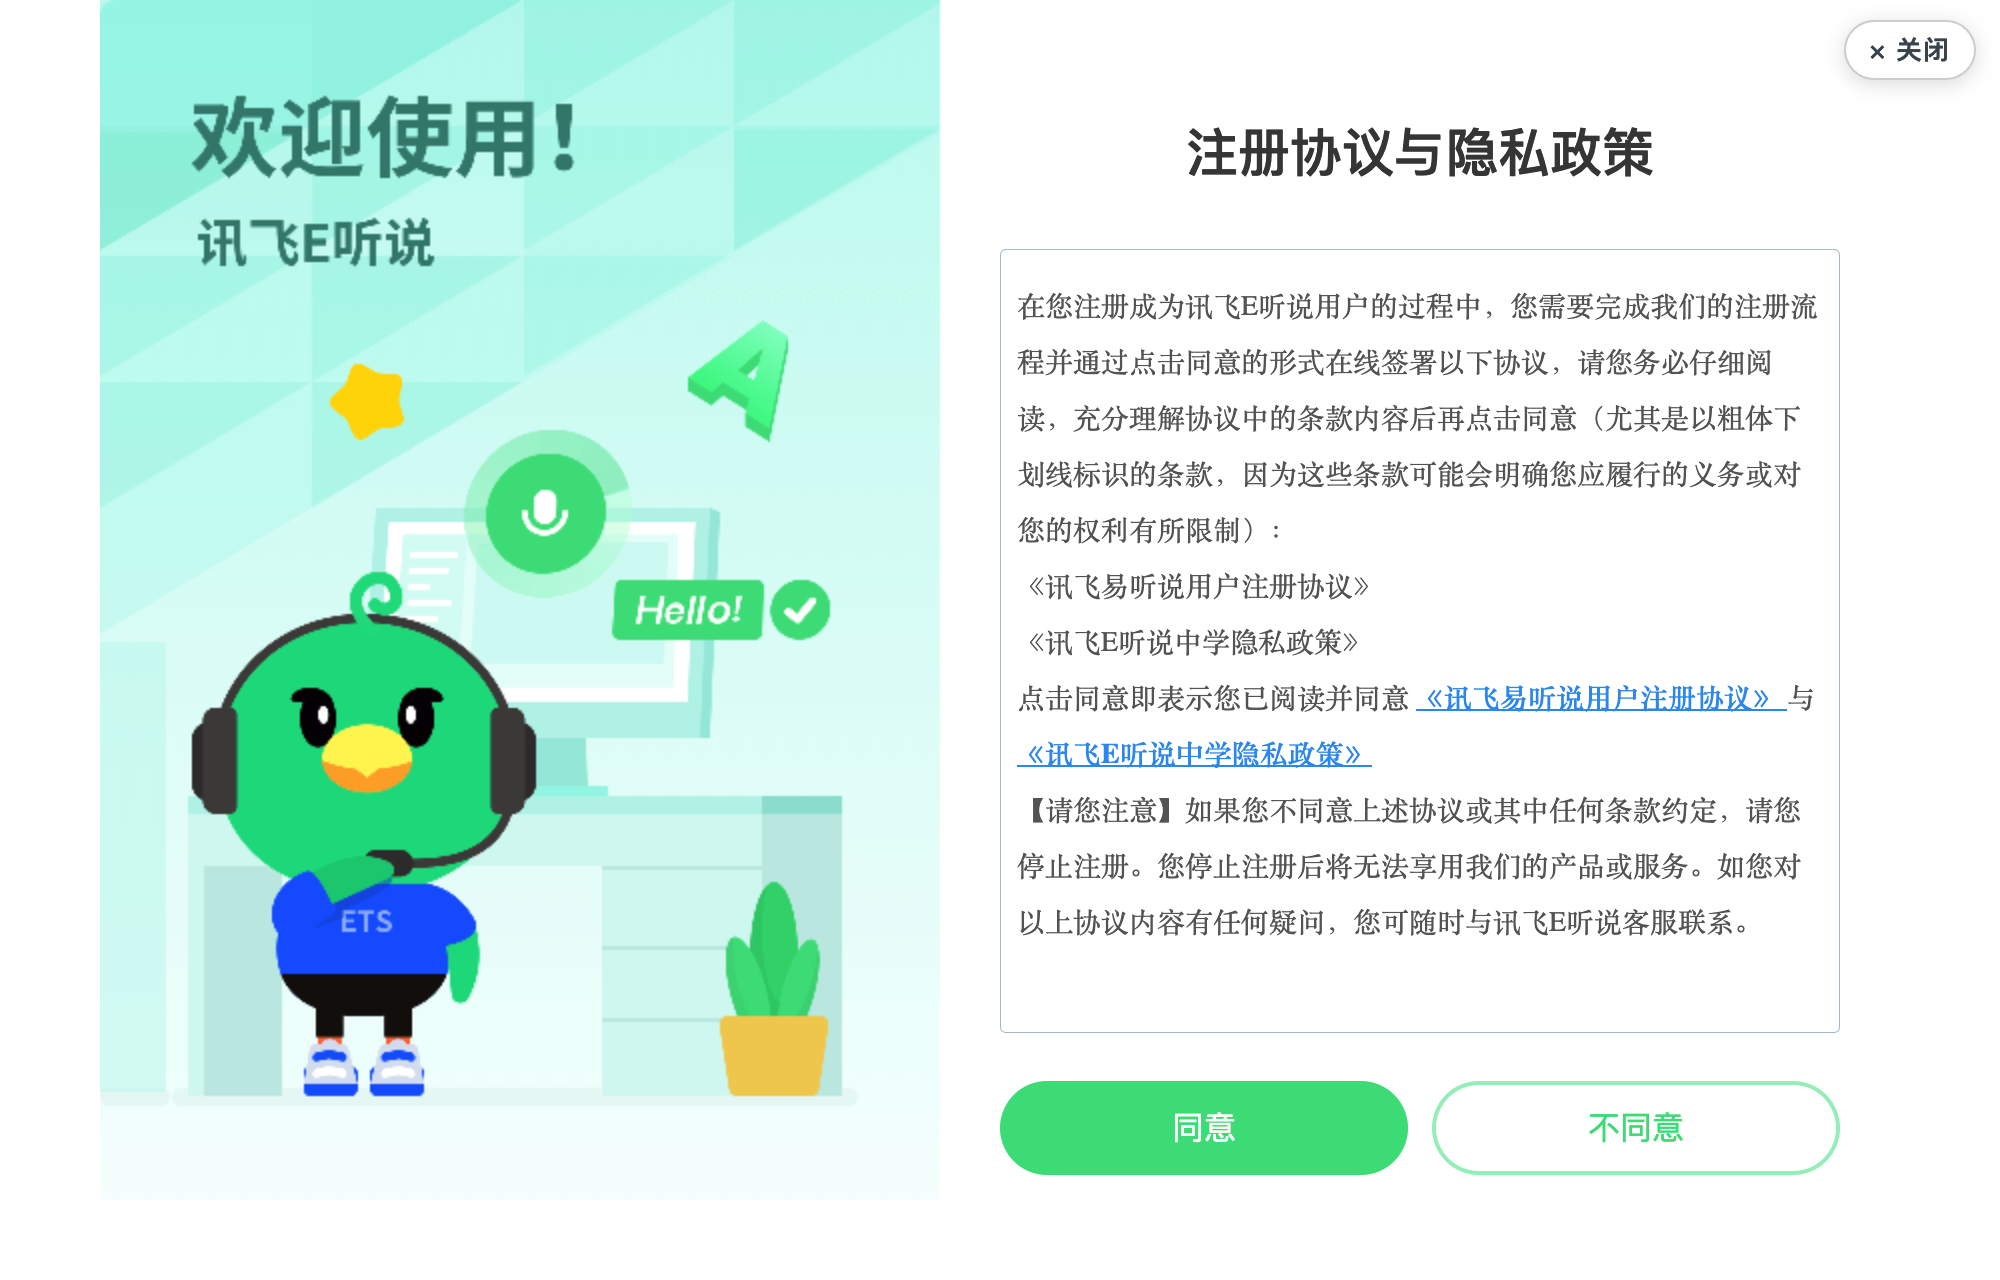 欢迎使用！
讯飞E听说
Hello!
ETS
× 关闭
注册协议与隐私政策
在您注册成为讯飞E听说用户的过程中，您需要完成我们的注册流
程并通过点击同意的形式在线签署以下协议，请您务必仔细阅
读，充分理解协议中的条款内容后再点击同意（尤其是以粗体下
划线标识的条款，因为这些条款可能会明确您应履行的义务或对
您的权利有所限制）：
《讯飞易听说用户注册协议》
《讯飞E听说中学隐私政策》
点击同意即表示您已阅读并同意《讯飞易听说用户注册协议》与
《讯飞E听说中学隐私政策》
【请您注意】如果您不同意上述协议或其中任何条款约定，请您
停止注册。您停止注册后将无法享用我们的产品或服务。如您对
以上协议内容有任何疑问，您可随时与讯飞E听说客服联系。
同意
不同意